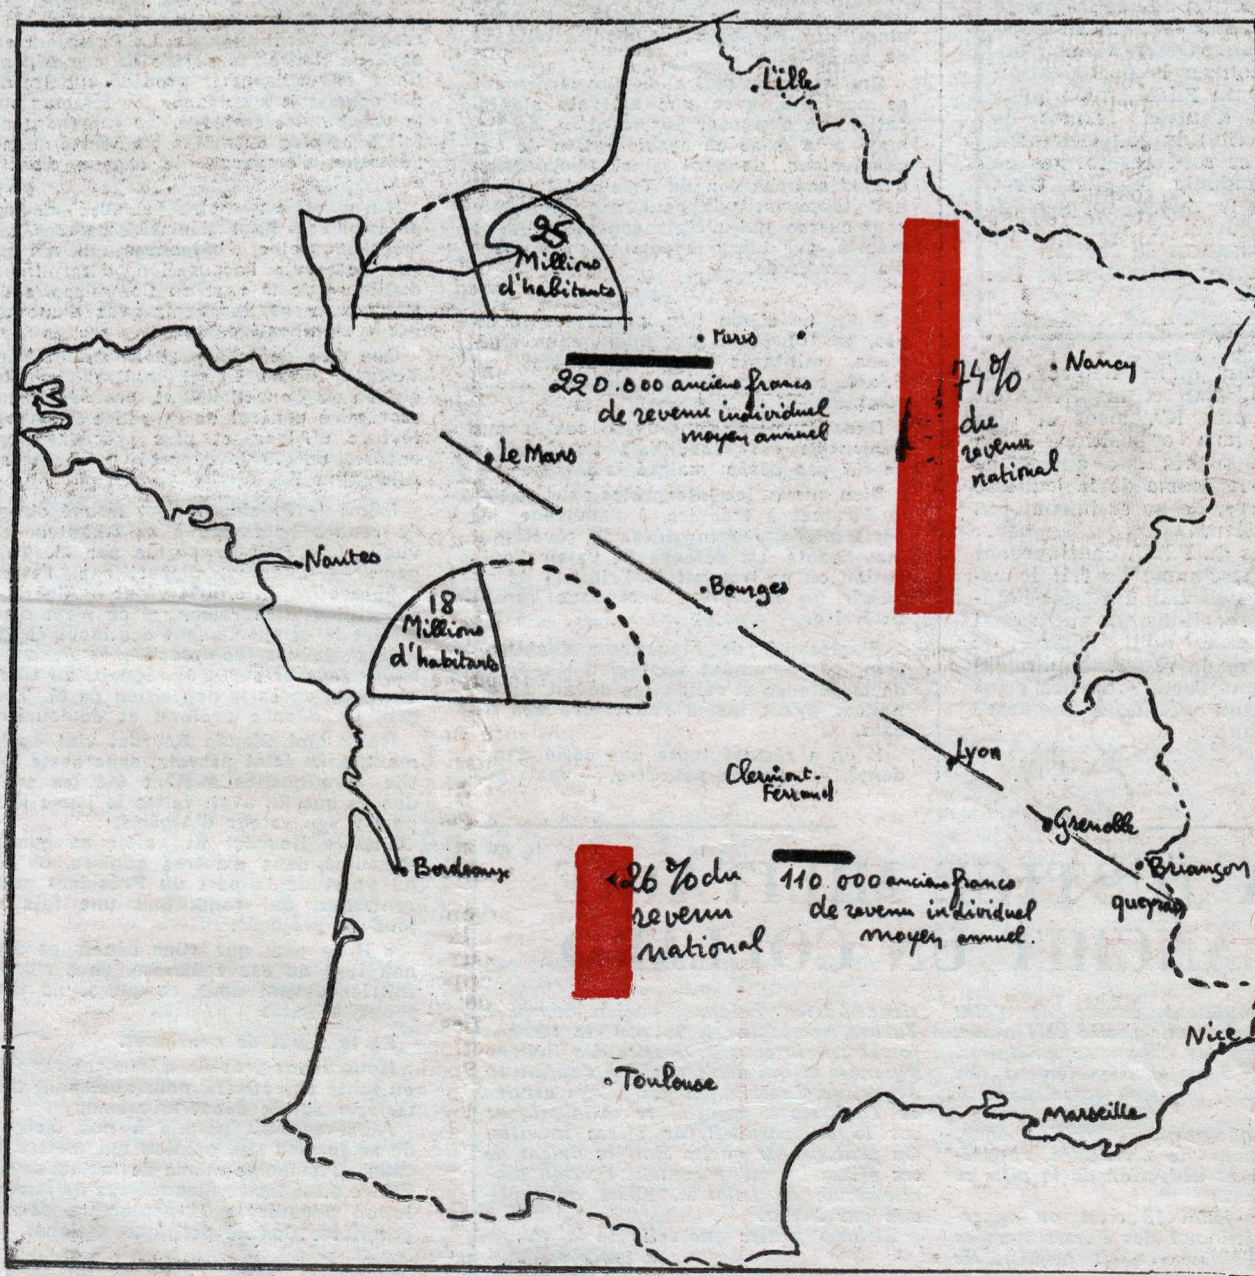 Lille
25
Millions
d'habitants
Paris
220.000 anciens francs
de revenu individuel
moyen annuel
74%
du
revenu
national
Nancy
Le Mans
Nantes
18
Millions
d'habitants
Bourges
Lyon
Clermont-
Ferrand
Grenoble
Briançon
queyras
Bordeaux
26% du
revenu
national
110.000 anciens francs
de revenu individuel
moyen annuel.
Nice
Toulouse
Marseille